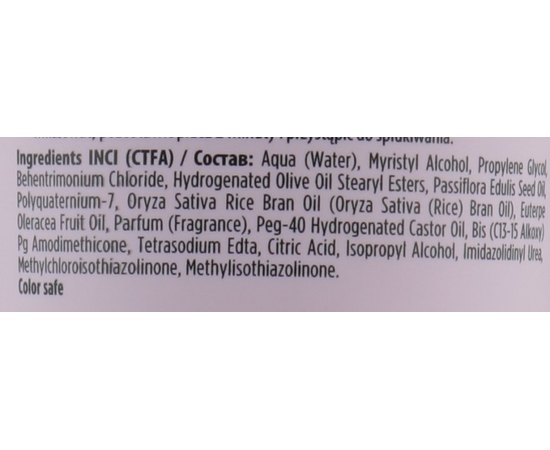 do spłukiwania.
Ingredients INCI (CTFA) / Состав: Aqua (Water), Myristyl Alcohol, Propylene Glycol,
Behentrimonium Chloride, Hydrogenated Olive Oil Stearyl Esters, Passiflora Edulis Seed Oil,
Polyquaternium-7, Oryza Sativa Rice Bran Oil (Oryza Sativa (Rice) Bran Oil), Euterpe
Oleracea Fruit Oil, Parfum (Fragrance), Peg-40 Hydrogenated Castor Oil, Bis (C13-15 Alkoxy)
Pg Amodimethicone, Tetrasodium Edta, Citric Acid, Isopropyl Alcohol, Imidazolidinyl Urea,
Methylchloroisothiazolinone, Methylisothiazolinone.
Color safe